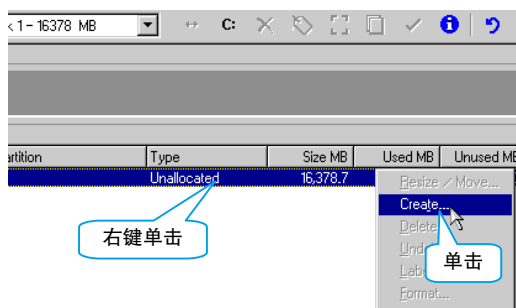 < 1 - 16378 MB
C:
artition Type Size MB Used MB Unused MB
Unallocated 16,378.7
Resize / Move...
Create...
Delete
右键单击
单击
Format...